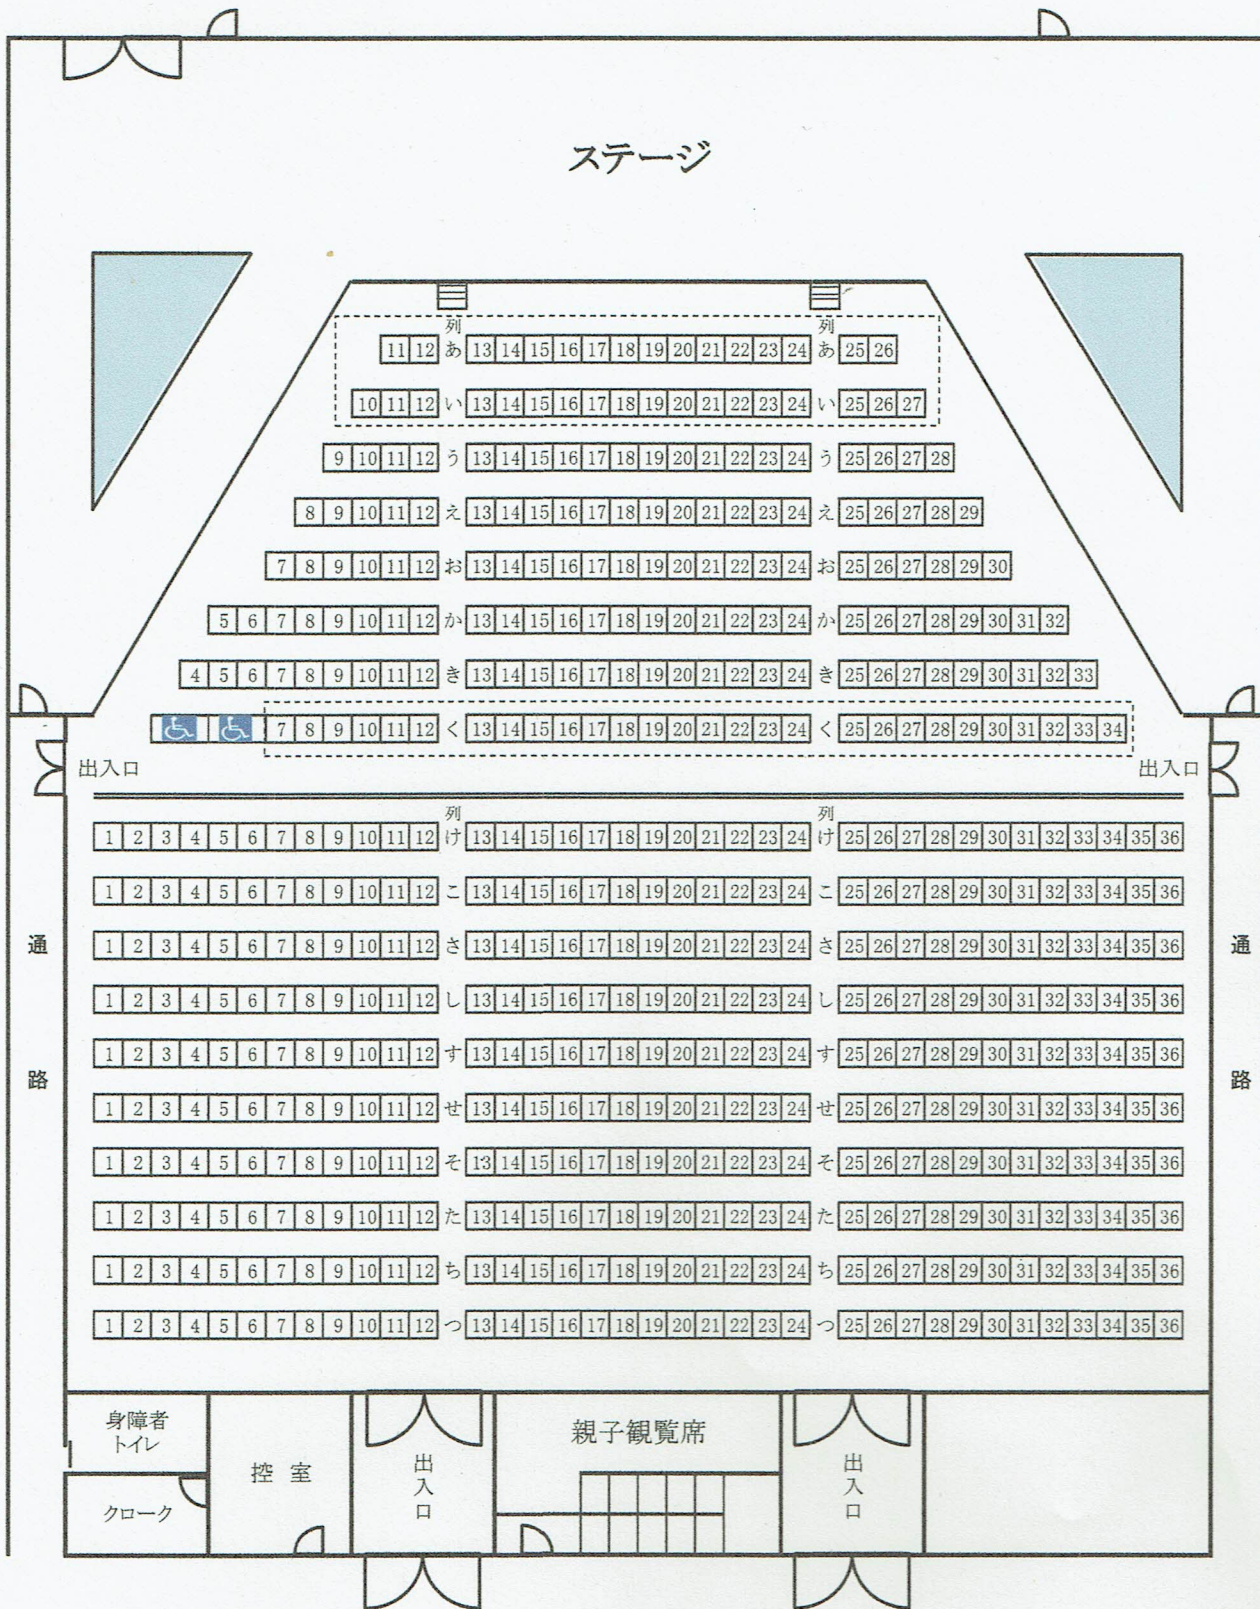 ステージ
列 列
11 12 あ 13 14 15 16 17 18 19 20 21 22 23 24 あ 25 26
10 11 12 い 13 14 15 16 17 18 19 20 21 22 23 24 い 25 26 27
9 10 11 12 う 13 14 15 16 17 18 19 20 21 22 23 24 う 25 26 27 28
8 9 10 11 12 え 13 14 15 16 17 18 19 20 21 22 23 24 え 25 26 27 28 29
7 8 9 10 11 12 お 13 14 15 16 17 18 19 20 21 22 23 24 お 25 26 27 28 29 30
5 6 7 8 9 10 11 12 か 13 14 15 16 17 18 19 20 21 22 23 24 か 25 26 27 28 29 30 31 32
4 5 6 7 8 9 10 11 12 き 13 14 15 16 17 18 19 20 21 22 23 24 き 25 26 27 28 29 30 31 32 33
7 8 9 10 11 12 く 13 14 15 16 17 18 19 20 21 22 23 24 く 25 26 27 28 29 30 31 32 33 34
出入口 出入口
列 列
1 2 3 4 5 6 7 8 9 10 11 12 け 13 14 15 16 17 18 19 20 21 22 23 24 け 25 26 27 28 29 30 31 32 33 34 35 36
1 2 3 4 5 6 7 8 9 10 11 12 こ 13 14 15 16 17 18 19 20 21 22 23 24 こ 25 26 27 28 29 30 31 32 33 34 35 36
1 2 3 4 5 6 7 8 9 10 11 12 さ 13 14 15 16 17 18 19 20 21 22 23 24 さ 25 26 27 28 29 30 31 32 33 34 35 36
1 2 3 4 5 6 7 8 9 10 11 12 し 13 14 15 16 17 18 19 20 21 22 23 24 し 25 26 27 28 29 30 31 32 33 34 35 36
1 2 3 4 5 6 7 8 9 10 11 12 す 13 14 15 16 17 18 19 20 21 22 23 24 す 25 26 27 28 29 30 31 32 33 34 35 36
1 2 3 4 5 6 7 8 9 10 11 12 せ 13 14 15 16 17 18 19 20 21 22 23 24 せ 25 26 27 28 29 30 31 32 33 34 35 36
1 2 3 4 5 6 7 8 9 10 11 12 そ 13 14 15 16 17 18 19 20 21 22 23 24 そ 25 26 27 28 29 30 31 32 33 34 35 36
1 2 3 4 5 6 7 8 9 10 11 12 た 13 14 15 16 17 18 19 20 21 22 23 24 た 25 26 27 28 29 30 31 32 33 34 35 36
1 2 3 4 5 6 7 8 9 10 11 12 ち 13 14 15 16 17 18 19 20 21 22 23 24 ち 25 26 27 28 29 30 31 32 33 34 35 36
1 2 3 4 5 6 7 8 9 10 11 12 つ 13 14 15 16 17 18 19 20 21 22 23 24 つ 25 26 27 28 29 30 31 32 33 34 35 36
通路
通路
身障者
トイレ
クローク
控室
出入口
親子観覧席
出入口